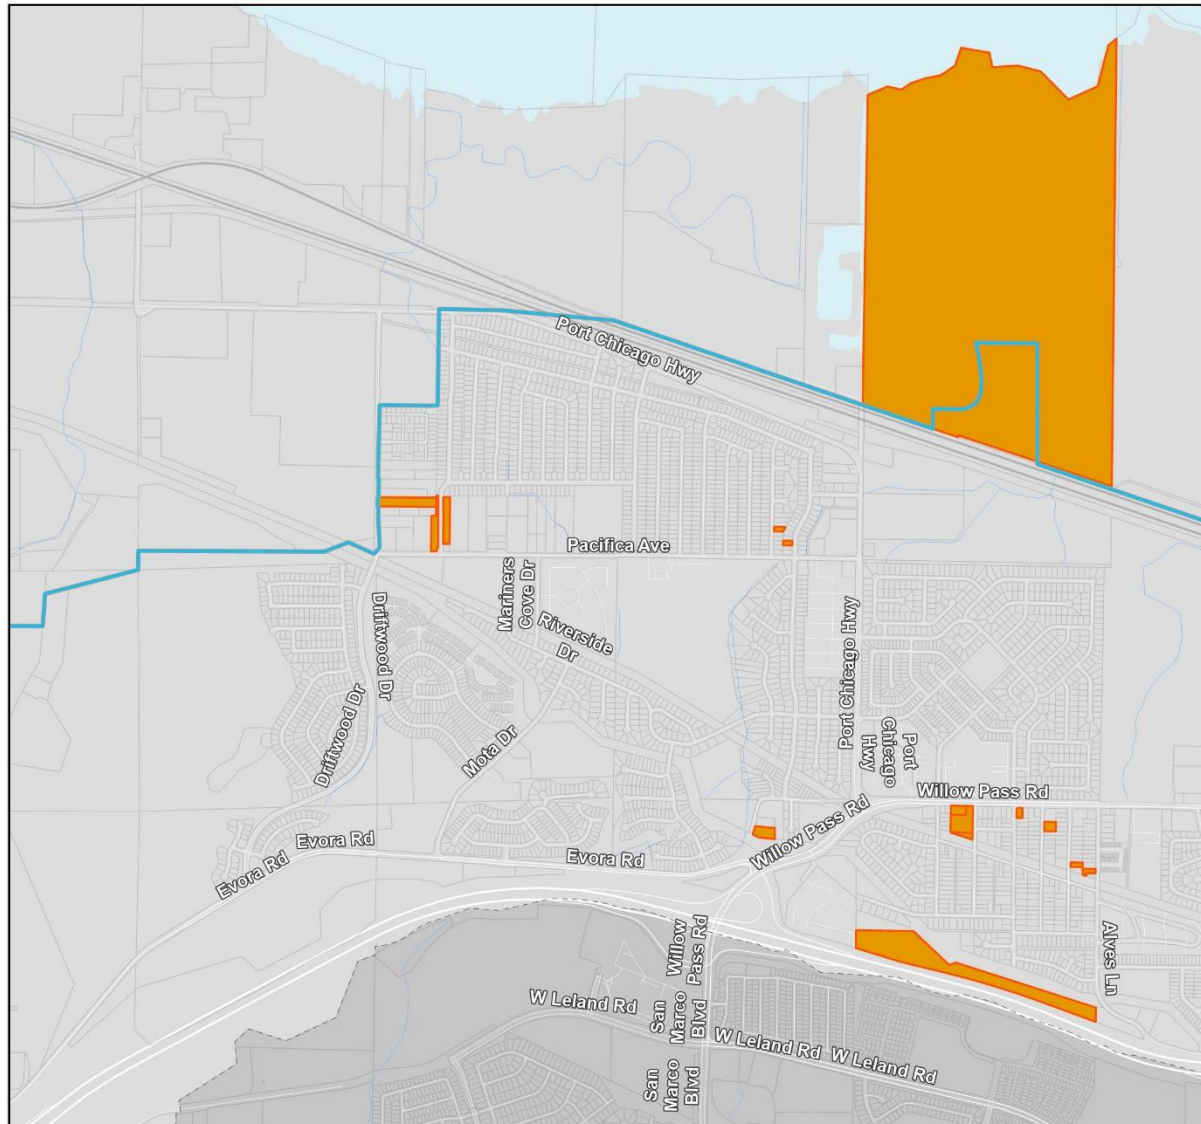 Port Chicago Hwy
Pacifica Ave
Mariners
Cove Dr
Riverside
Dr
Driftwood Dr
Driftwood Dr
Mota Dr
Port Chicago Hwy
Port
Chicago
Hwy
Willow Pass Rd
Willow Pass Rd
Evora Rd
Evora Rd
Evora Rd
Willow
Pass Rd
Alves Ln
W Leland Rd
San
Marco
Blvd
W Leland Rd
W Leland Rd
San
Marco
Blvd